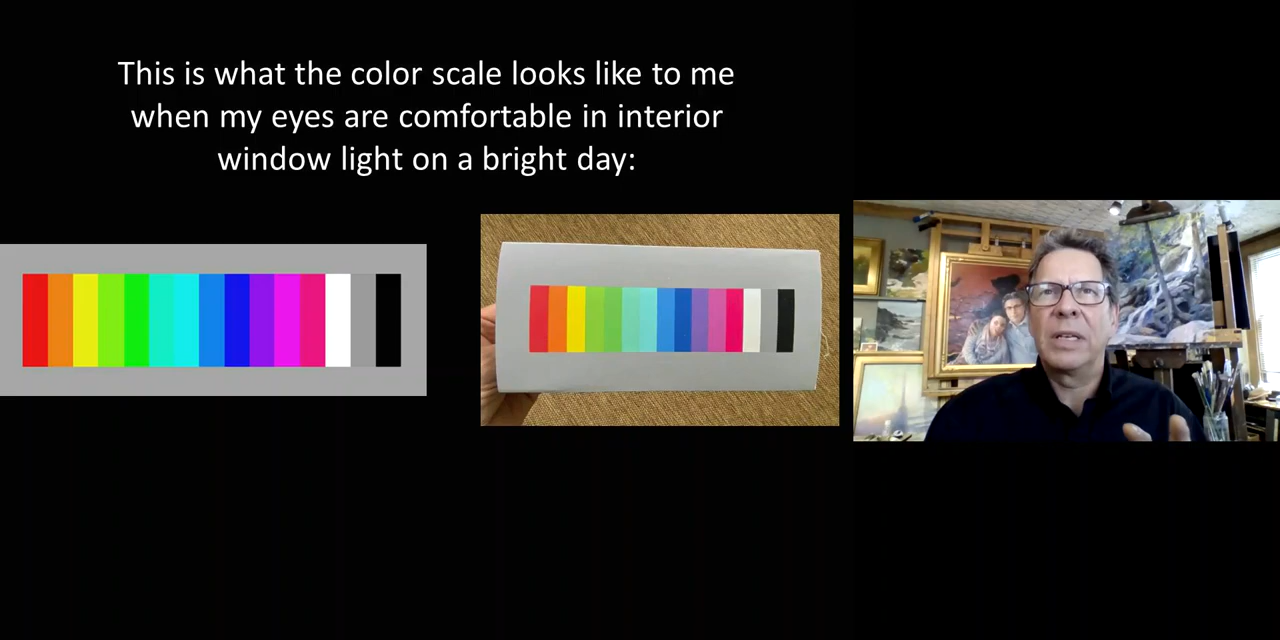 This is what the color scale looks like to me
when my eyes are comfortable in interior
window light on a bright day: